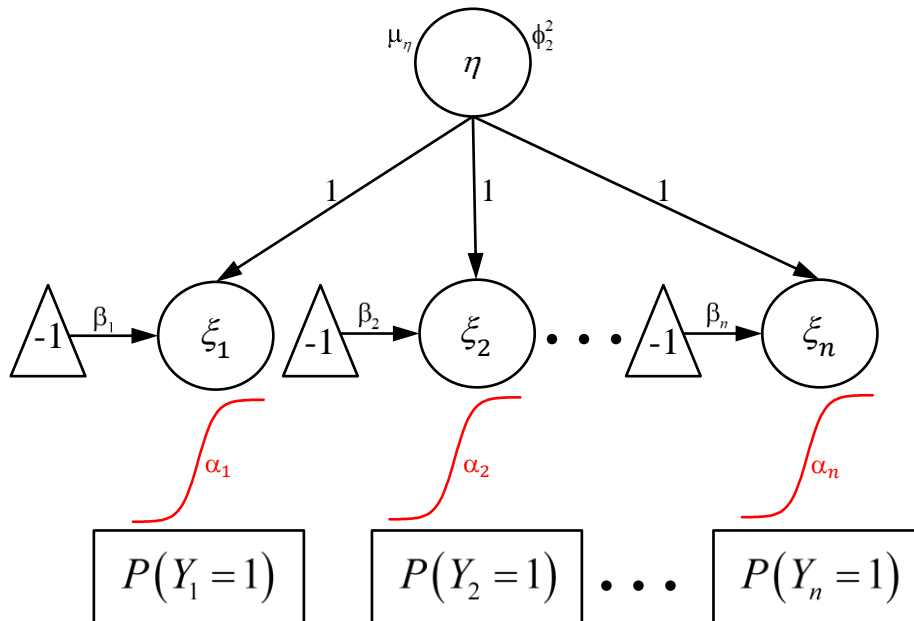 μ_η η ϕ₂²
1 1 1
-1 β₁ ξ₁ -1 β₂ ξ₂ • • • -1 βₙ ξₙ
α₁ α₂ αₙ
P(Y₁ = 1) P(Y₂ = 1) • • • P(Yₙ = 1)